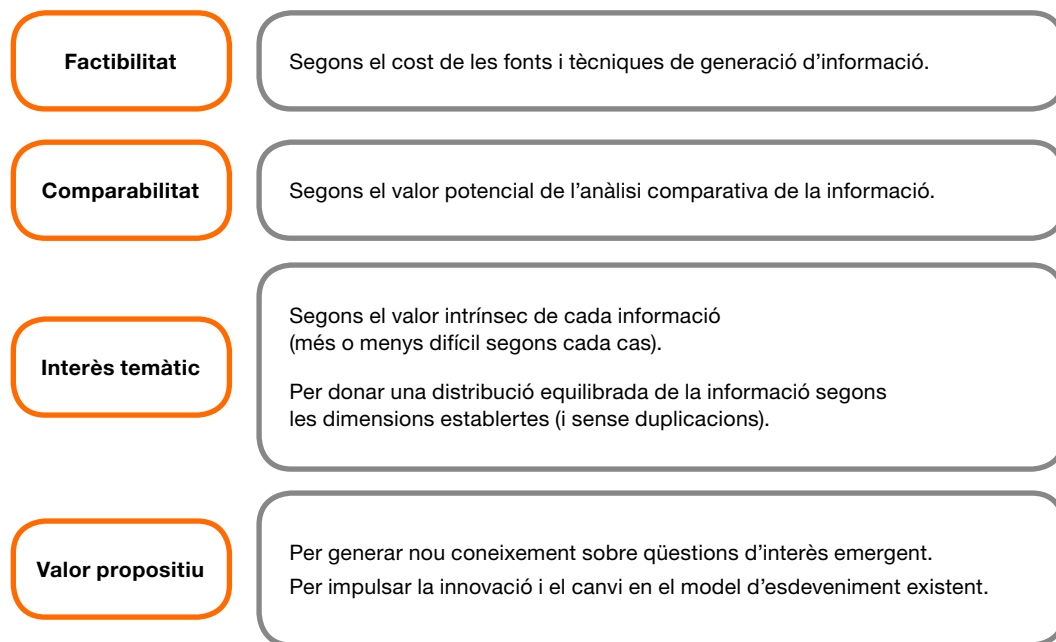 Factibilitat
Segons el cost de les fonts i tècniques de generació d’informació.
Comparabilitat
Segons el valor potencial de l’anàlisi comparativa de la informació.
Interès temàtic
Segons el valor intrínsec de cada informació
(més o menys difícil segons cada cas).
Per donar una distribució equilibrada de la informació segons
les dimensions establertes (i sense duplicacions).
Valor propositiu
Per generar nou coneixement sobre qüestions d’interès emergent.
Per impulsar la innovació i el canvi en el model d’esdeveniment existent.